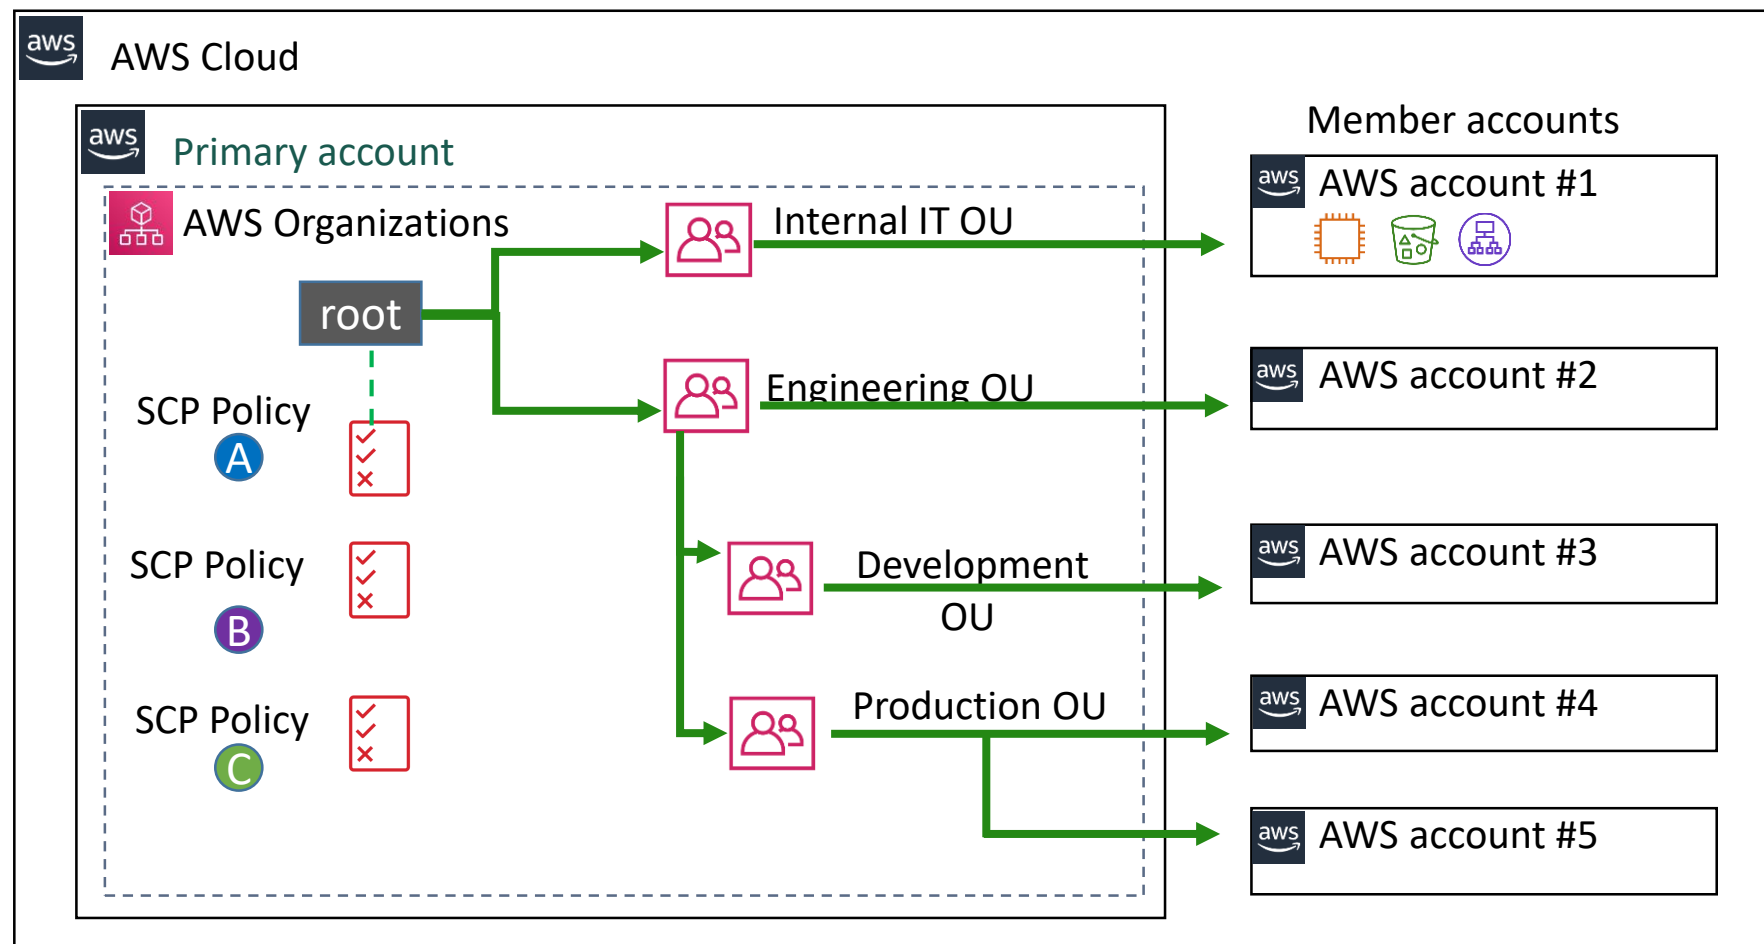 aws
AWS Cloud
aws
Primary account
AWS Organizations
root
SCP Policy
A
SCP Policy
B
SCP Policy
C
Internal IT OU
Engineering OU
Development
OU
Production OU
Member accounts
aws
AWS account #1
aws
AWS account #2
aws
AWS account #3
aws
AWS account #4
aws
AWS account #5